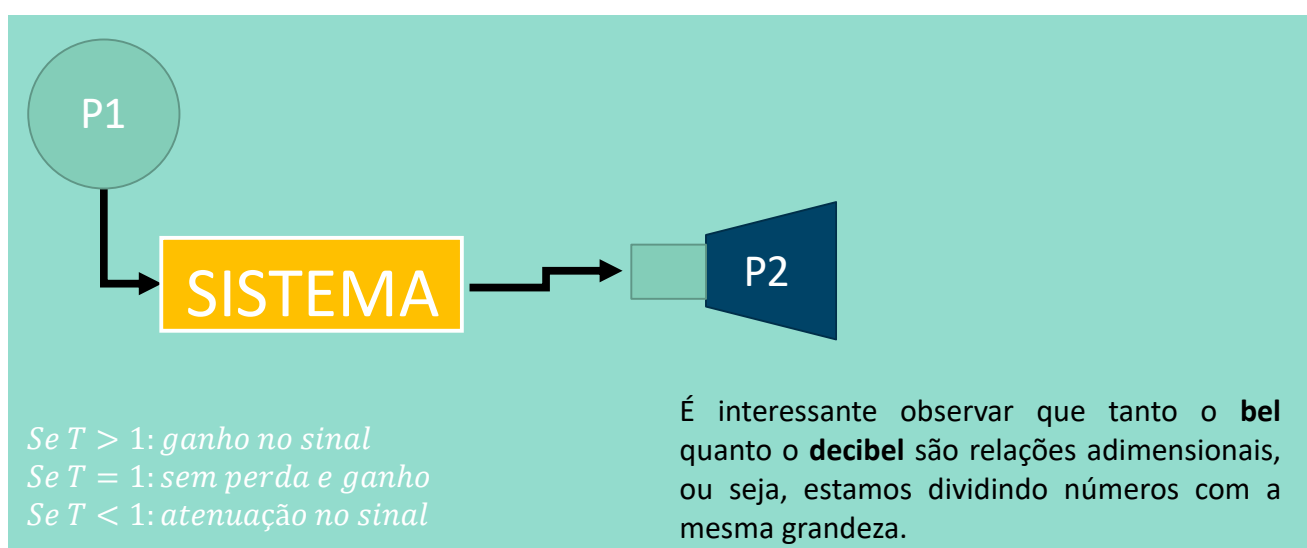 P1
SISTEMA
P2
Se T > 1: ganho no sinal
Se T = 1: sem perda e ganho
Se T < 1: atenuação no sinal
É interessante observar que tanto o bel
quanto o decibel são relações adimensionais,
ou seja, estamos dividindo números com a
mesma grandeza.